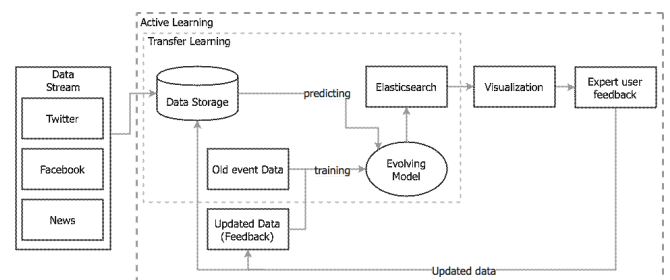 Active Learning
Transfer Learning
Data
Stream
Twitter
Facebook
News
Data Storage
predicting
Elasticsearch
Visualization
Expert user
feedback
Old event Data
training
Evolving
Model
Updated Data
(Feedback)
Updated data